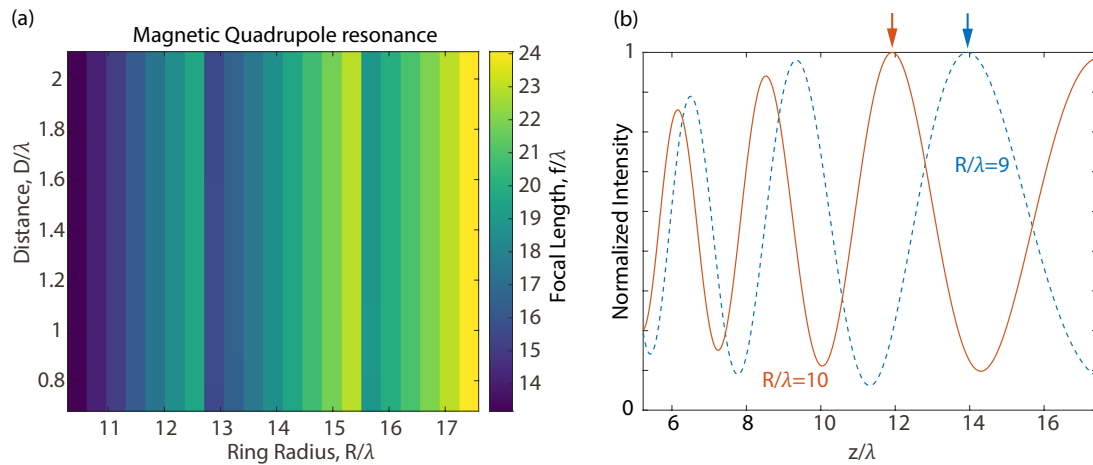 (a)
Magnetic Quadrupole resonance
2
1.8
1.6
1.4
1.2
1
0.8
Distance, D/λ
11 12 13 14 15 16 17
Ring Radius, R/λ
24
23
22
21
20
19
18
17
16
15
14
Focal Length, f/λ
(b)
1
0
Normalized Intensity
R/λ=9
R/λ=10
6 8 10 12 14 16
z/λ